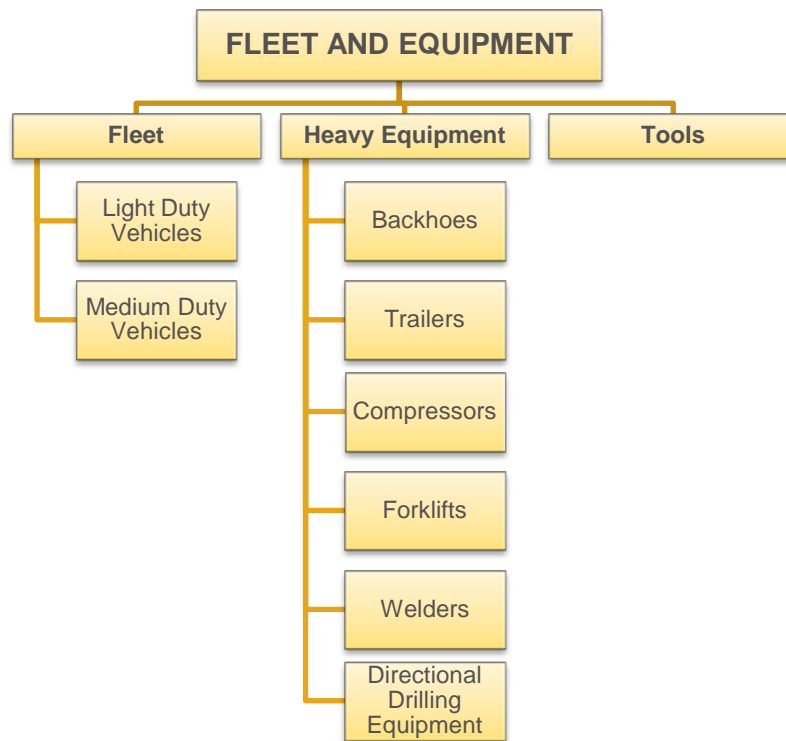 FLEET AND EQUIPMENT
Fleet
Heavy Equipment
Tools
Light Duty
Vehicles
Medium Duty
Vehicles
Backhoes
Trailers
Compressors
Forklifts
Welders
Directional
Drilling
Equipment